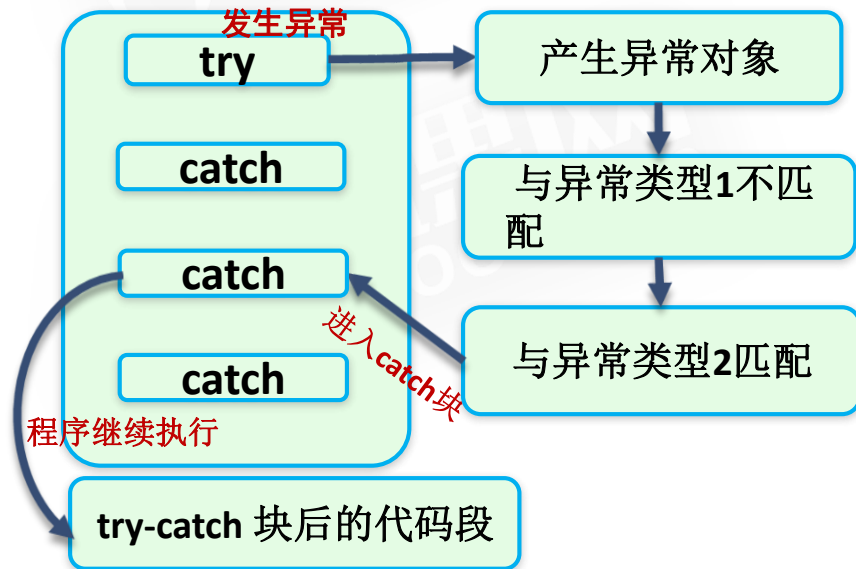 发生异常
try
产生异常对象
catch
与异常类型1不匹
配
catch
进入catch块
与异常类型2匹配
catch
程序继续执行
try-catch 块后的代码段